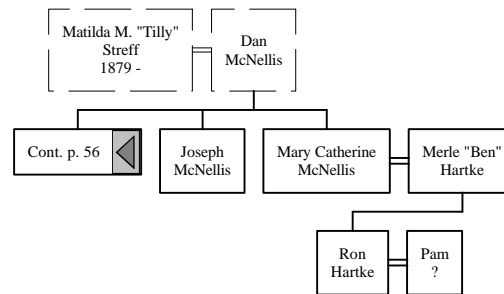 Matilda M. "Tilly"
Streff
1879 -
Dan
McNellis
Cont. p. 56
Joseph
McNellis
Mary Catherine
McNellis
Merle "Ben"
Hartke
Ron
Hartke
Pam
?